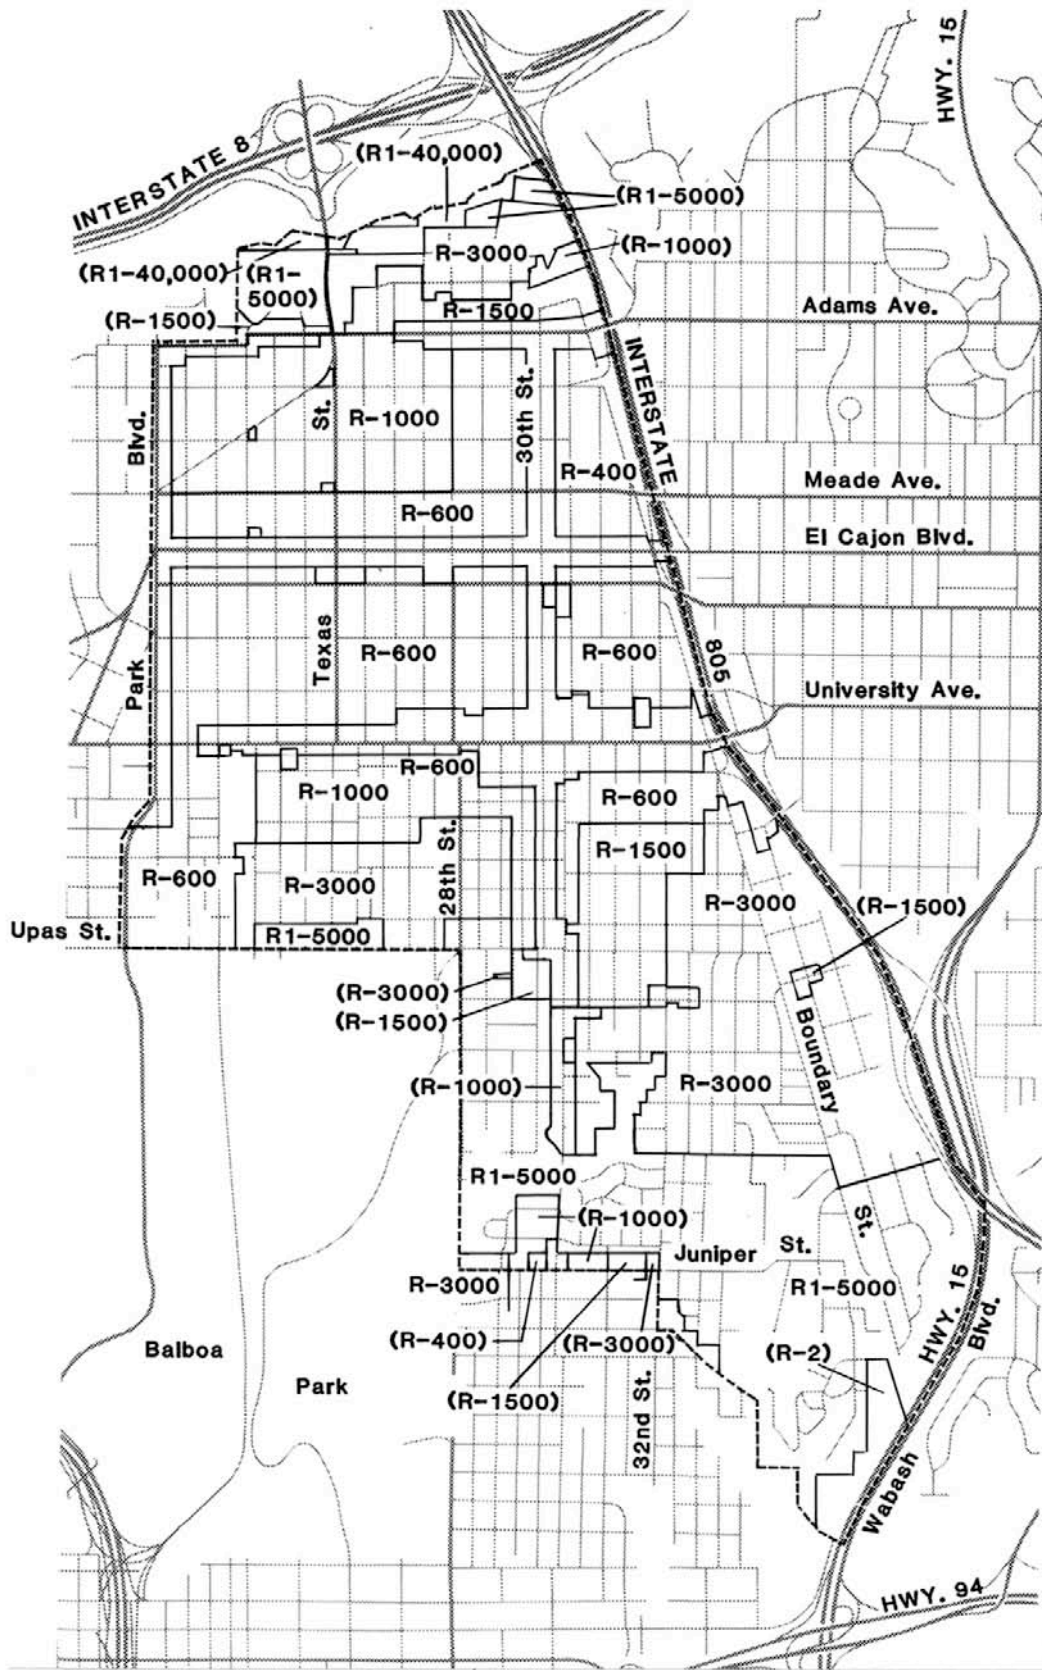 HWY. 15
INTERSTATE 8
(R1-40,000)
(R1-5000)
R-3000
(R-1000)
(R1-40,000)
(R1-
5000)
(R-1500)
R-1500
Adams Ave.
INTERSTATE
30th St.
St.
Blvd.
R-1000
R-400
Meade Ave.
R-600
El Cajon Blvd.
805
Texas
R-600
R-600
Park
University Ave.
R-600
R-1000
R-600
28th St.
R-1500
R-600
R-3000
R-3000
(R-1500)
Upas St.
R1-5000
(R-3000)
(R-1500)
Boundary
(R-1000)
R-3000
R1-5000
(R-1000)
St.
Juniper
St.
R-3000
R1-5000
HWY. 15
Blvd.
(R-400)
(R-3000)
(R-2)
Balboa
Park
(R-1500)
32nd St.
Wabash
HWY. 94